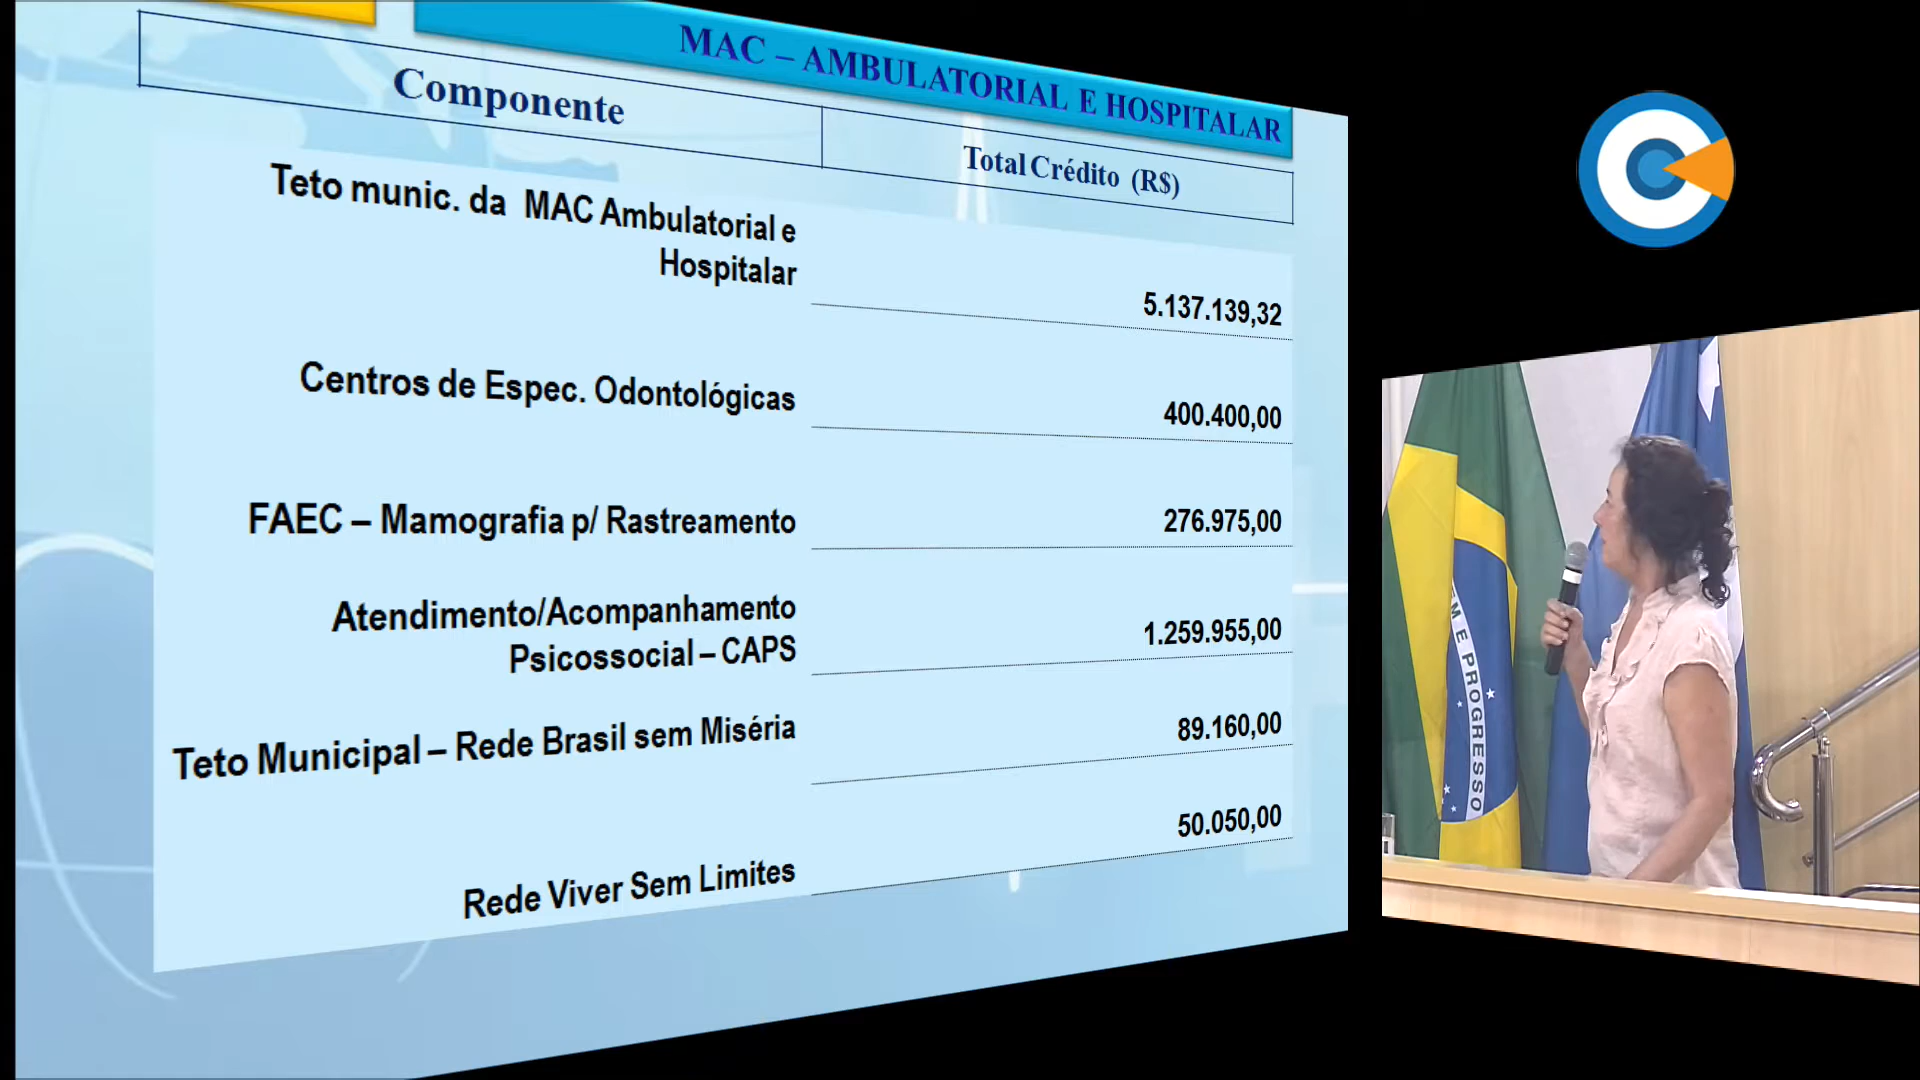 MAC – AMBULATORIAL E HOSPITALAR
Componente
Total Crédito (R$)
Teto munic. da MAC Ambulatorial e
Hospitalar
5.137.139,32
Centros de Espec. Odontológicas
400.400,00
FAEC – Mamografia p/ Rastreamento
276.975,00
Atendimento/Acompanhamento
Psicossocial – CAPS
1.259.955,00
Teto Municipal – Rede Brasil sem Miséria
89.160,00
Rede Viver Sem Limites
50.050,00
M E PROGRESSO